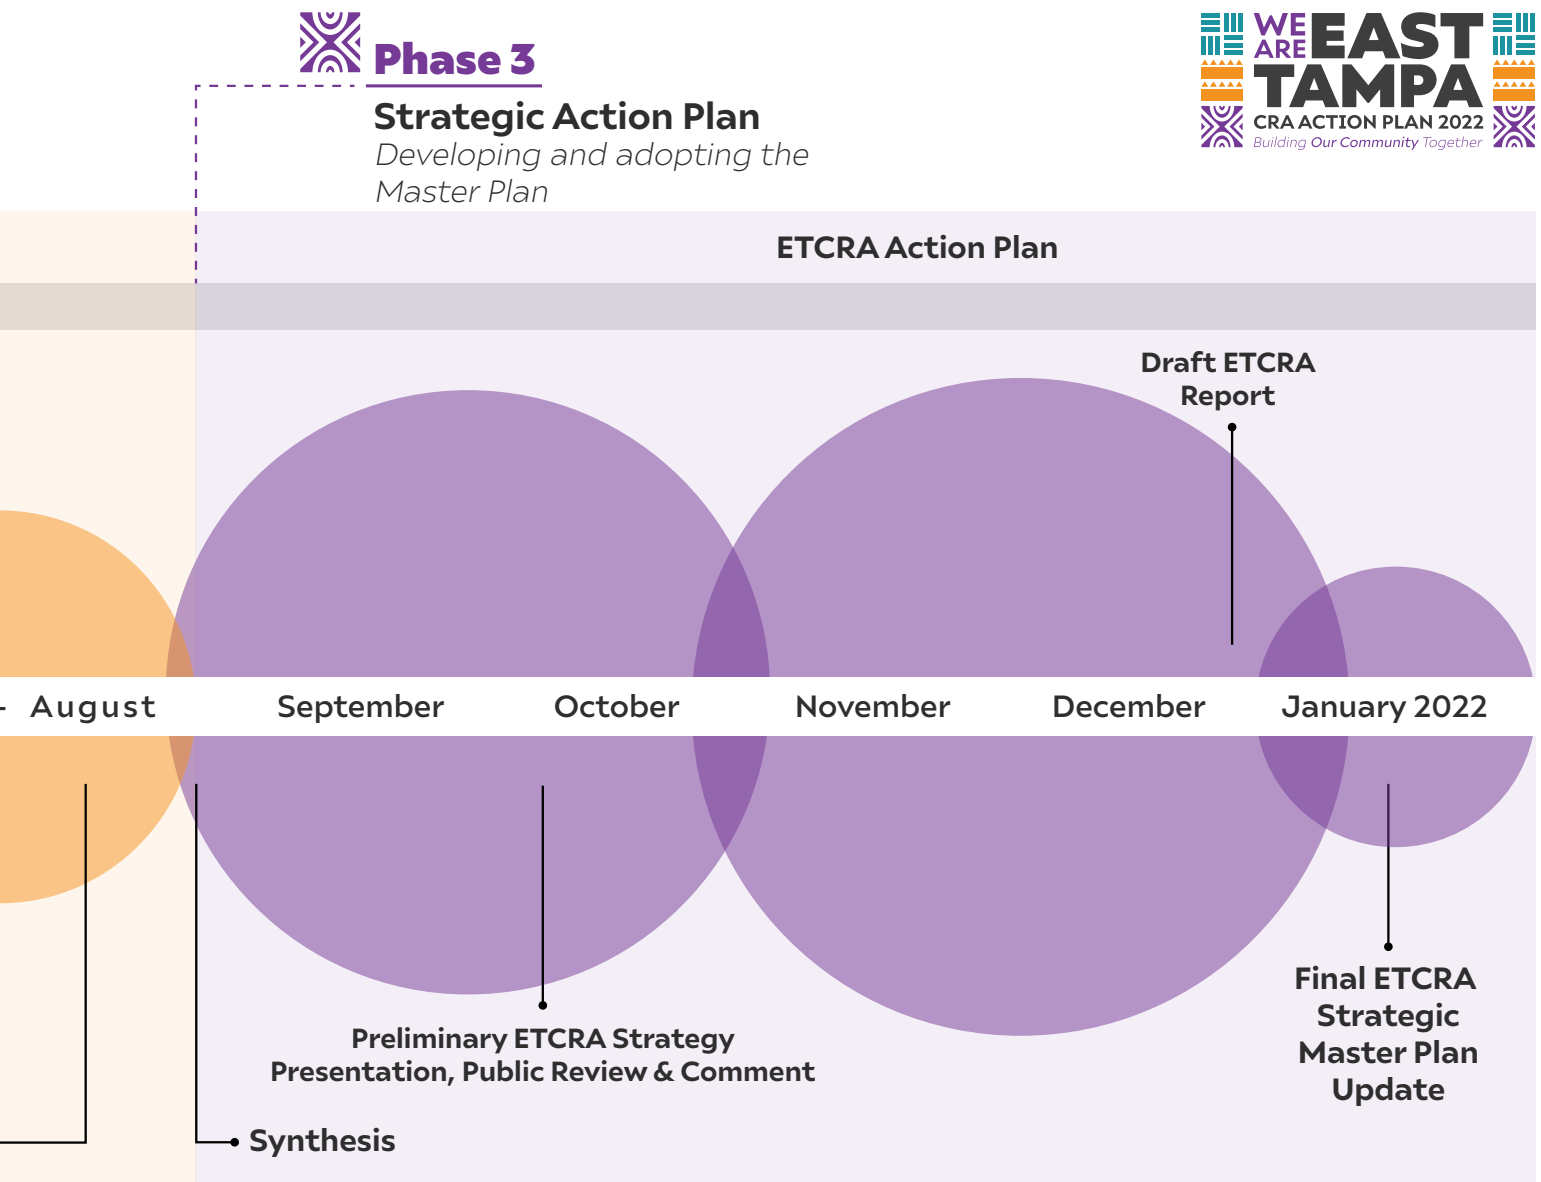 Phase 3
Strategic Action Plan
Developing and adopting the
Master Plan
WE ARE EAST
TAMPA
CRA ACTION PLAN 2022
Building Our Community Together
ETCRA Action Plan
Draft ETCRA
Report
- August September October November December January 2022
Preliminary ETCRA Strategy
Presentation, Public Review & Comment
Final ETCRA
Strategic
Master Plan
Update
Synthesis